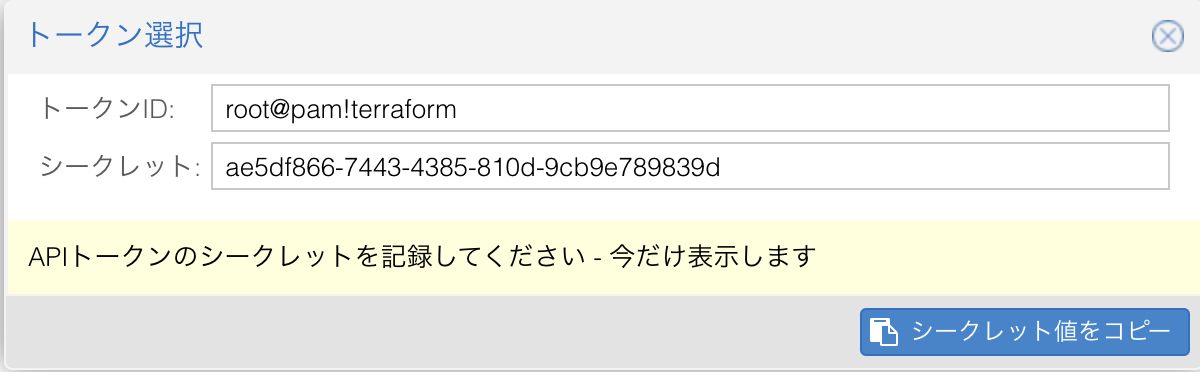 トークン選択
トークンID: root@pam!terraform
シークレット: ae5df866-7443-4385-810d-9cb9e789839d
APIトークンのシークレットを記録してください - 今だけ表示します
シークレット値をコピー